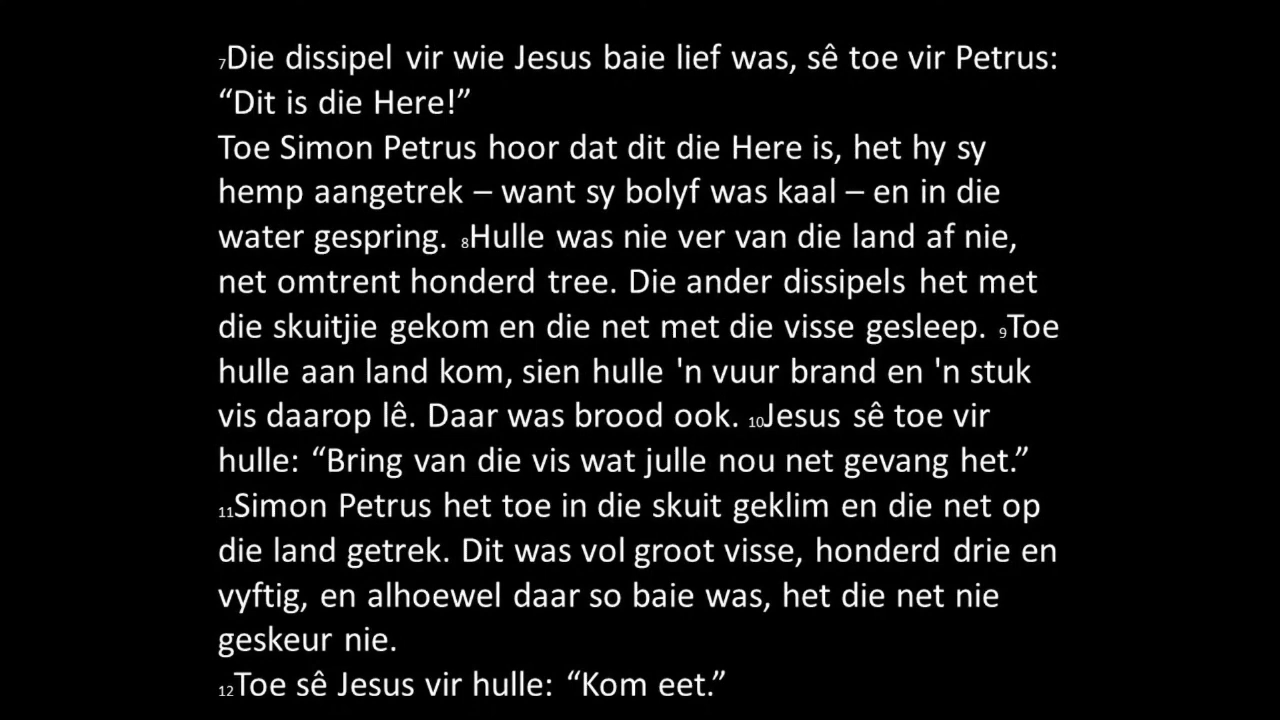 7Die dissipel vir wie Jesus baie lief was, sê toe vir Petrus:
“Dit is die Here!”
Toe Simon Petrus hoor dat dit die Here is, het hy sy
hemp aangetrek – want sy bolyf was kaal – en in die
water gespring. 8Hulle was nie ver van die land af nie,
net omtrent honderd tree. Die ander dissipels het met
die skuitjie gekom en die net met die visse gesleep. 9Toe
hulle aan land kom, sien hulle 'n vuur brand en 'n stuk
vis daarop lê. Daar was brood ook. 10Jesus sê toe vir
hulle: “Bring van die vis wat julle nou net gevang het.”
11Simon Petrus het toe in die skuit geklim en die net op
die land getrek. Dit was vol groot visse, honderd drie en
vyftig, en alhoewel daar so baie was, het die net nie
geskeur nie.
12Toe sê Jesus vir hulle: “Kom eet.”